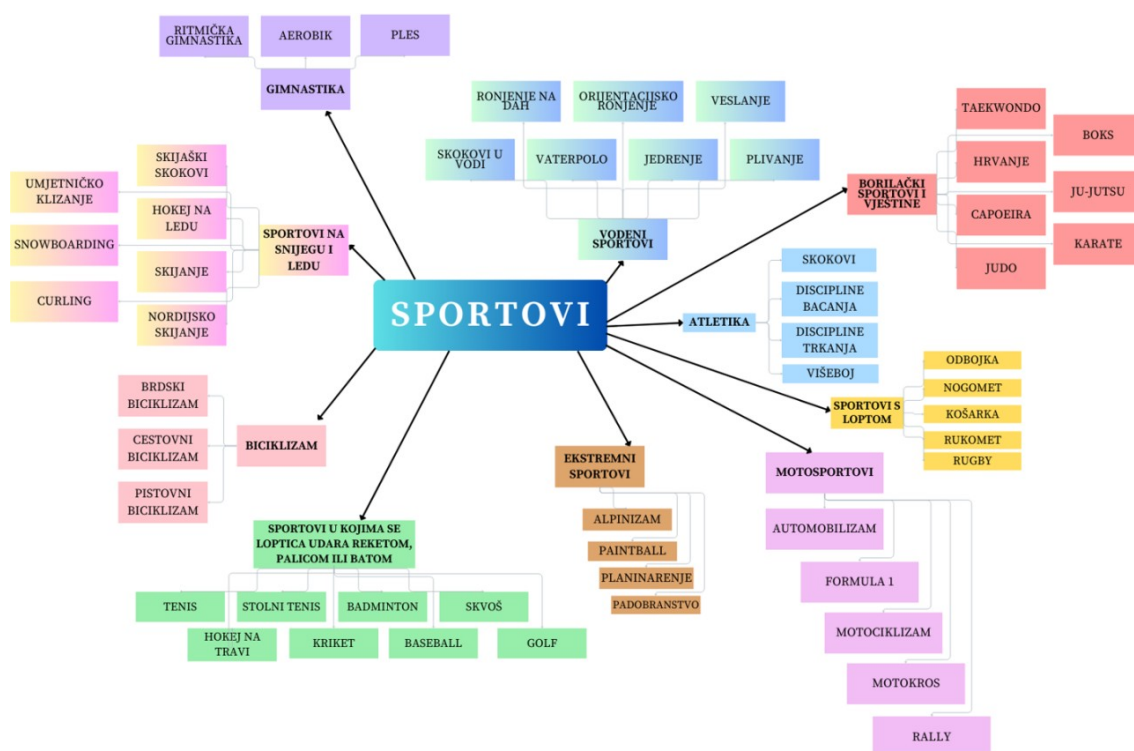 SPORTOVI
GIMNASTIKA
RITMIČKA
GIMNASTIKA
AEROBIK
PLES
VODENI
SPORTOVI
RONJENJE NA
DAH
ORIJENTACIJSKO
RONJENJE
VESLANJE
SKOKOVI U
VODI
VATERPOLO
JEDRENJE
PLIVANJE
BORILAČKI
SPORTOVI I
VJEŠTINE
TAEKWONDO
BOKS
HRVANJE
JU-JUTSU
CAPOEIRA
KARATE
JUDO
ATLETIKA
SKOKOVI
DISCIPLINE
BACANJA
DISCIPLINE
TRKANJA
VIŠEBOJ
SPORTOVI S
LOPTOM
ODBOJKA
NOGOMET
KOŠARKA
RUKOMET
RUGBY
MOTOSPORTOVI
AUTOMOBILIZAM
FORMULA 1
MOTOCIKLIZAM
MOTOKROS
RALLY
EKSTREMNI
SPORTOVI
ALPINIZAM
PAINTBALL
PLANINARENJE
PADOBRANSTVO
SPORTOVI U KOJIMA SE
LOPTICA UDARA REKETOM,
PALICOM ILI BATOM
TENIS
STOLNI TENIS
BADMINTON
SKVOŠ
HOKEJ NA
TRAVI
KRIKET
BASEBALL
GOLF
BICIKLIZAM
BRDSKI
BICIKLIZAM
CESTOVNI
BICIKLIZAM
PISTOVNI
BICIKLIZAM
SPORTOVI NA
SNIJEGU I
LEDU
SKIJAŠKI
SKOKOVI
UMJETNIČKO
KLIZANJE
HOKEJ NA
LEDU
SNOWBOARDING
SKIJANJE
CURLING
NORDIJSKO
SKIJANJE